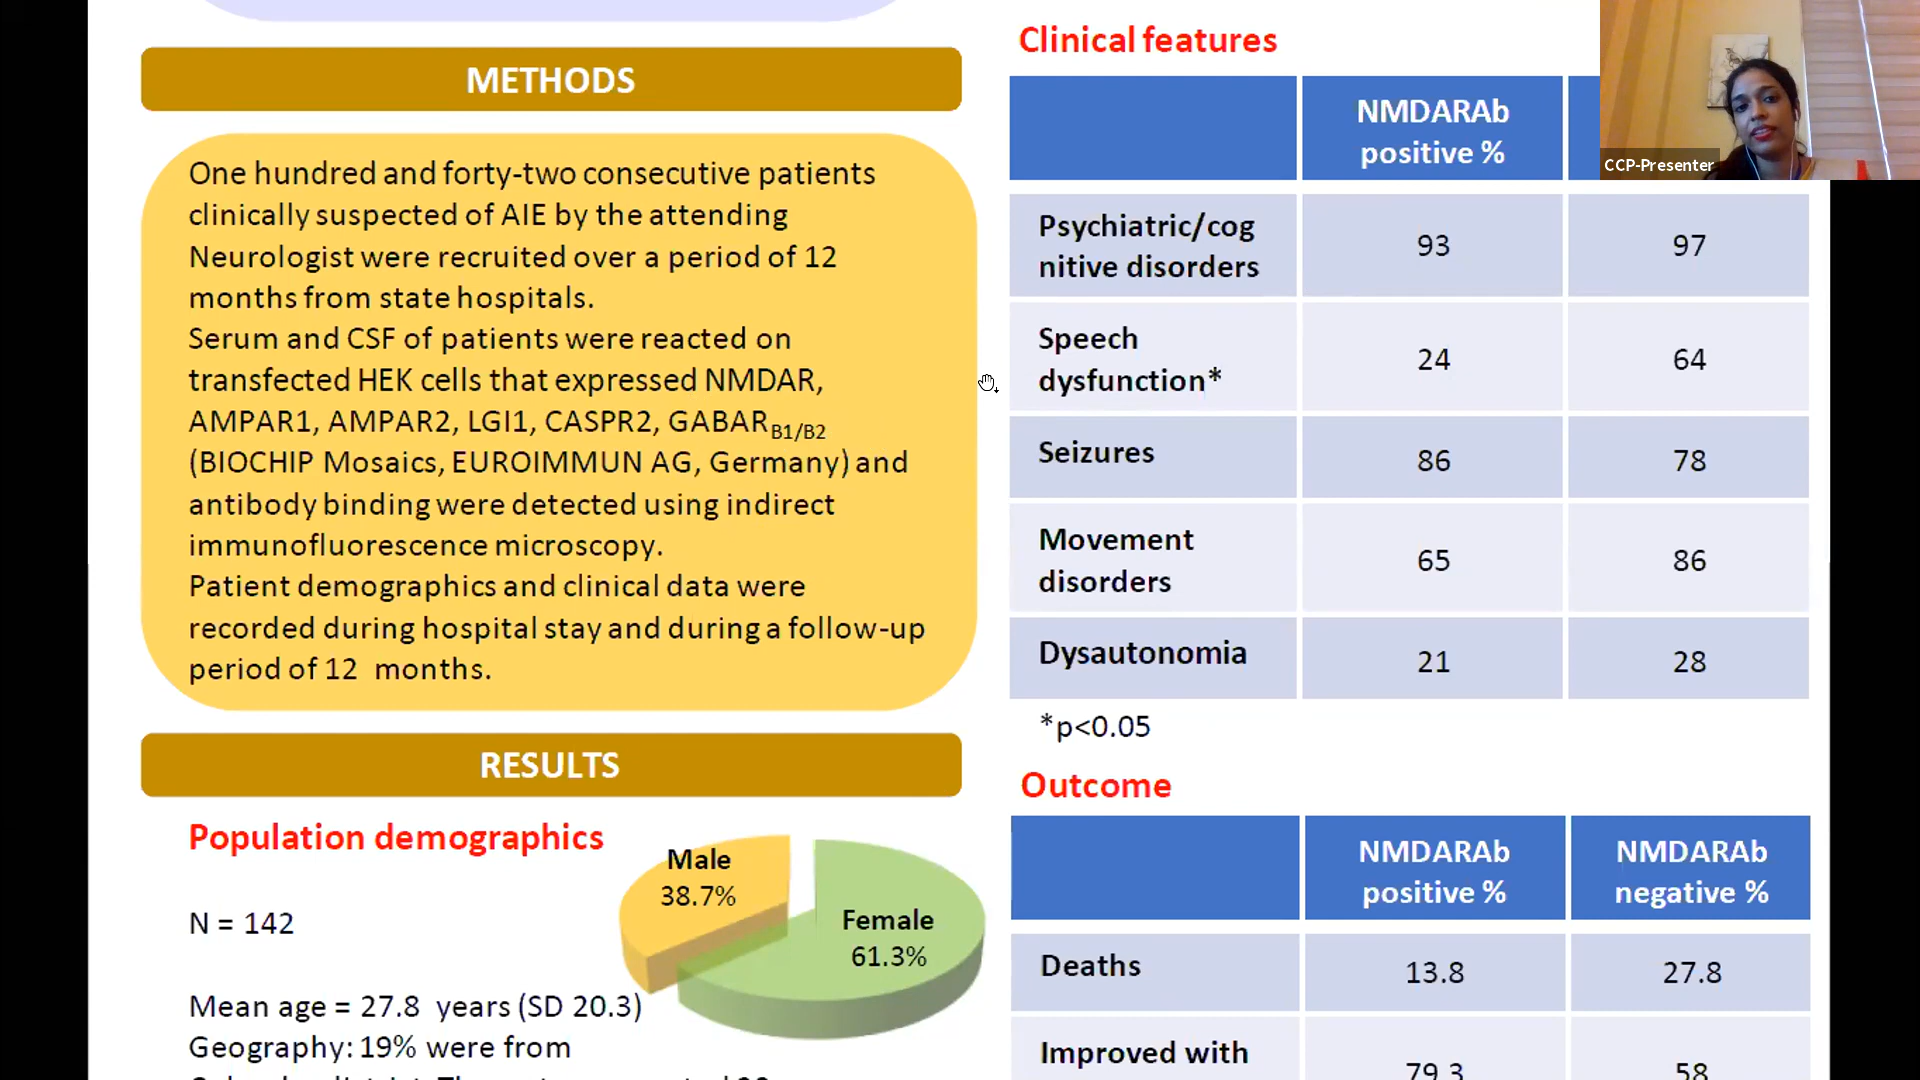 METHODS
One hundred and forty-two consecutive patients
clinically suspected of AIE by the attending
Neurologist were recruited over a period of 12
months from state hospitals.
Serum and CSF of patients were reacted on
transfected HEK cells that expressed NMDAR,
AMPAR1, AMPAR2, LGI1, CASPR2, GABAR B1/B2
(BIOCHIP Mosaics, EUROIMMUN AG, Germany) and
antibody binding were detected using indirect
immunofluorescence microscopy.
Patient demographics and clinical data were
recorded during hospital stay and during a follow-up
period of 12 months.
RESULTS
Population demographics
N = 142
Mean age = 27.8 years (SD 20.3)
Geography: 19% were from
Male
38.7%
Female
61.3%
Clinical features
NMDARAb
positive %
Psychiatric/cog
nitive disorders
93
97
Speech
dysfunction*
24
64
Seizures
86
78
Movement
disorders
65
86
Dysautonomia
21
28
*p<0.05
Outcome
NMDARAb
positive %
NMDARAb
negative %
Deaths
13.8
27.8
Improved with
79.3
58
CCP-Presenter